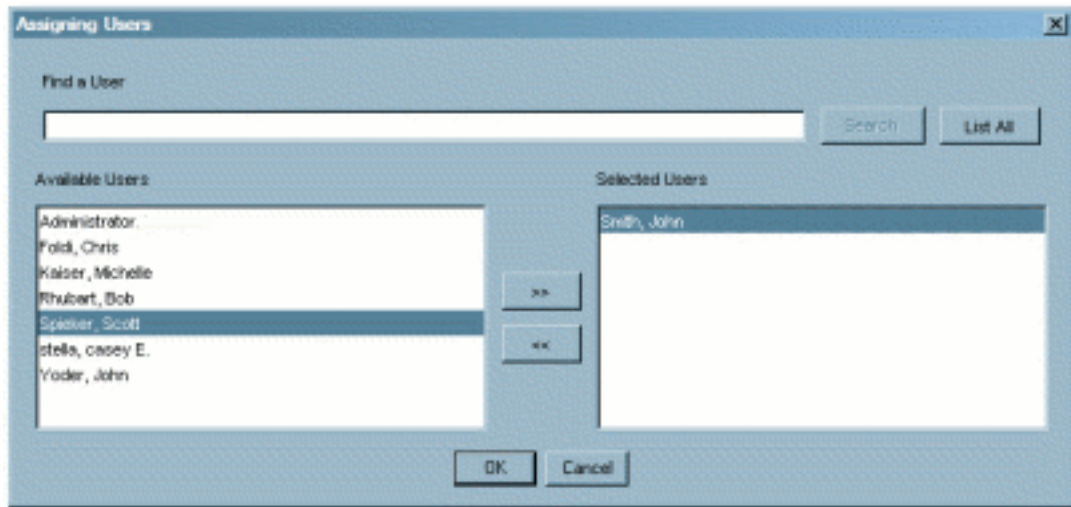 Assigning Users
Find a User
Search
List All
Available Users
Selected Users
Administrator
Foldi, Chris
Kaiser, Michelle
Rhubart, Bob
Spieker, Scott
stella, casey E.
Yoder, John
Smith, John
>>
<<
OK
Cancel